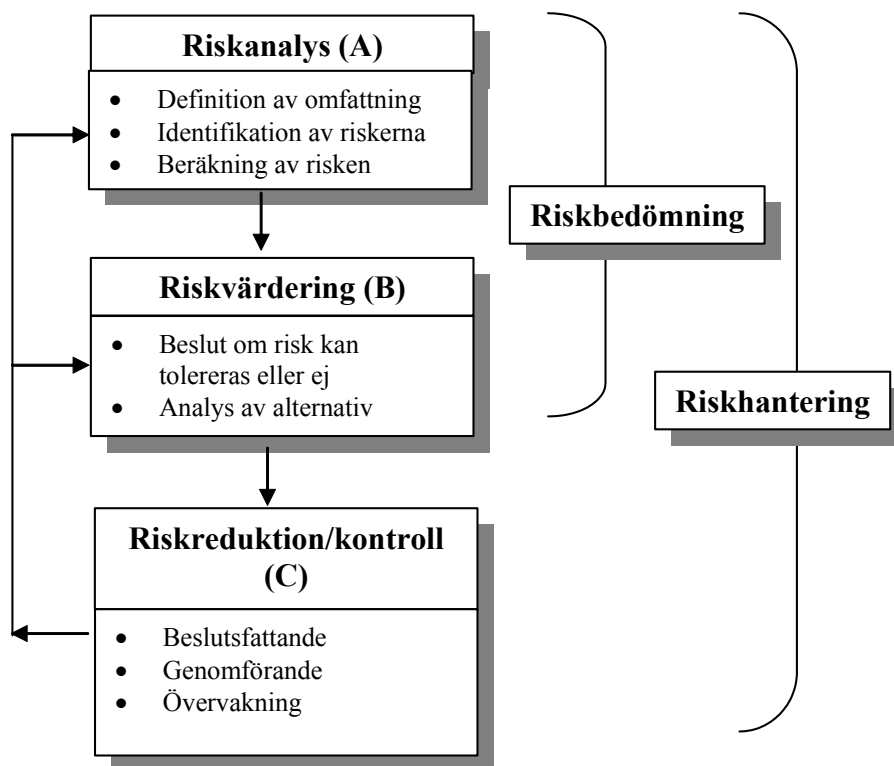 Riskanalys (A)
• Definition av omfattning
• Identifikation av riskerna
• Beräkning av risken
Riskbedömning
Riskvärdering (B)
• Beslut om risk kan
tolereras eller ej
• Analys av alternativ
Riskhantering
Riskreduktion/kontroll
(C)
• Beslutsfattande
• Genomförande
• Övervakning